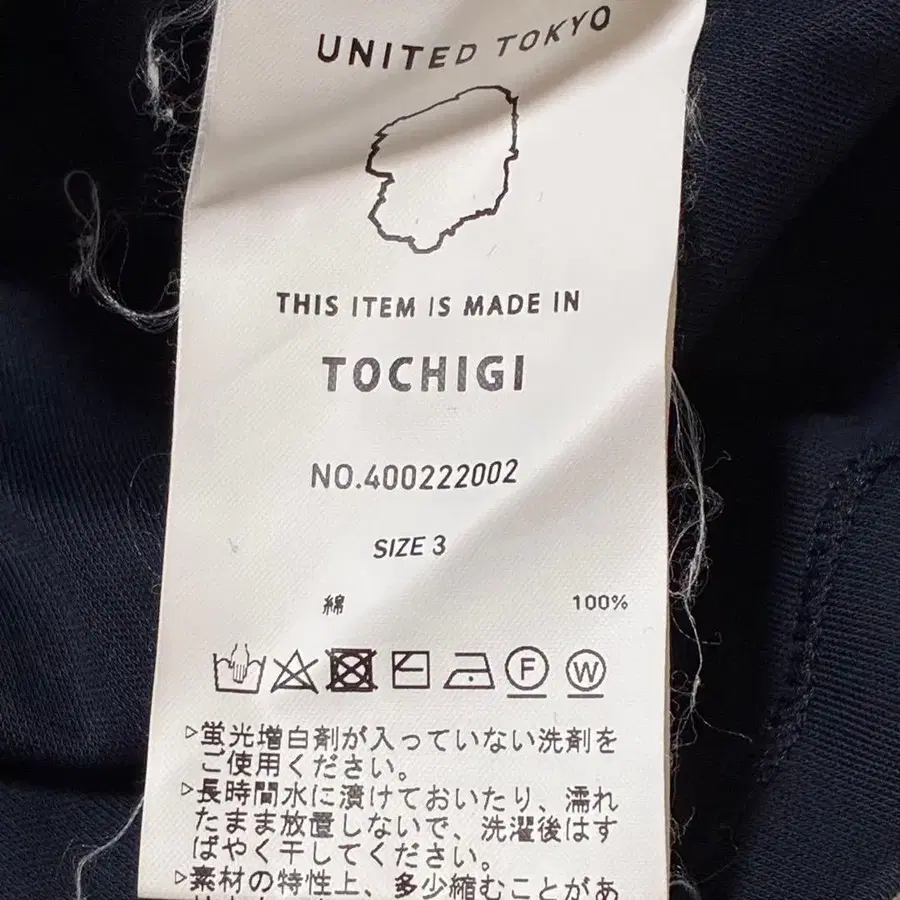 UNITED TOKYO
THIS ITEM IS MADE IN
TOCHIGI
NO.400222002
SIZE 3
綿 100%
F W
▷蛍光増白剤が入っていない洗剤を
ご使用ください。
▷長時間水に漬けておいたり、濡れ
たまま放置しないで、洗濯後はす
ばやく干してください。
▷素材の特性上、多少縮むことがあ